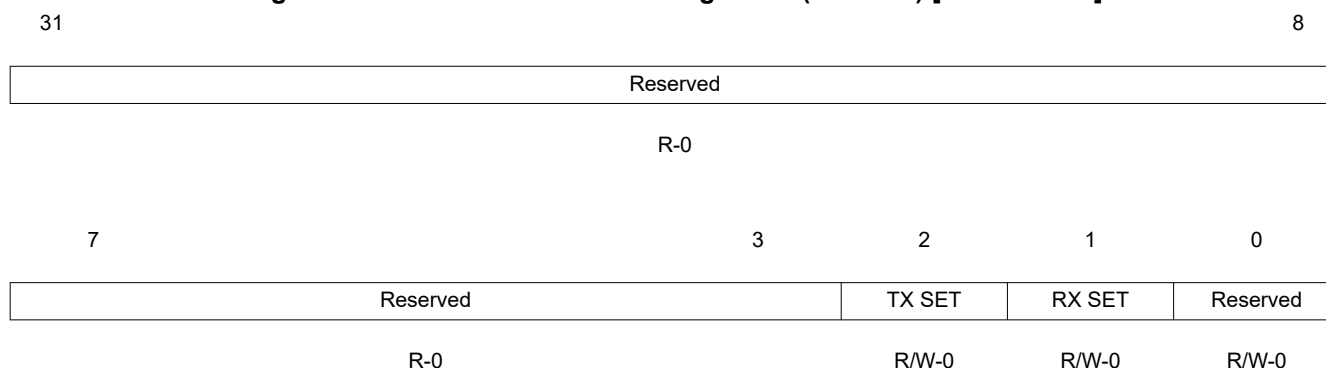 31 8
Reserved
R-0
7 3 2 1 0
Reserved TX SET RX SET Reserved
R-0 R/W-0 R/W-0 R/W-0